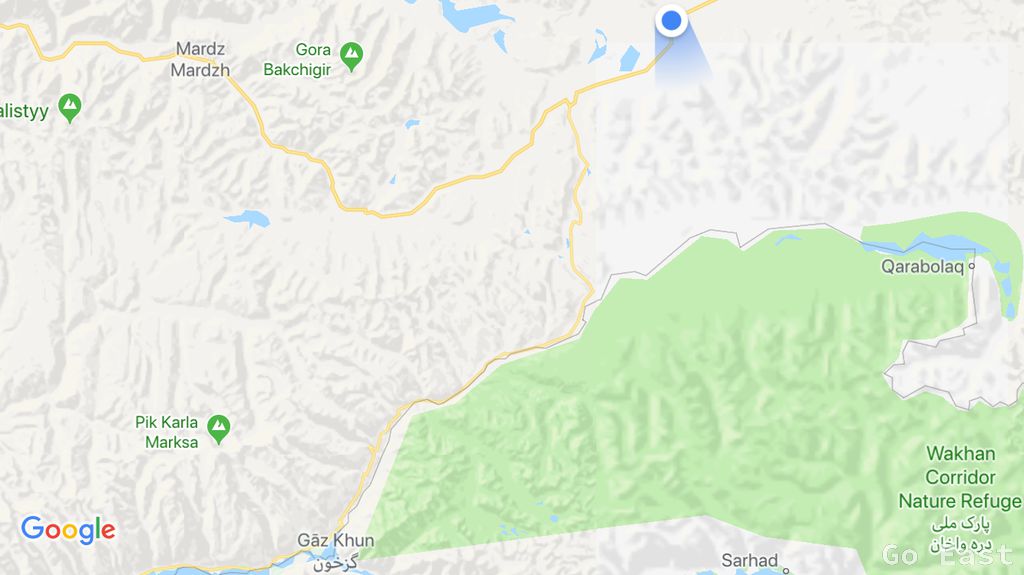 Mardz
Mardzh
Gora
Bakchigir
alistyy
Qarabolaq
Pik Karla
Marksa
Wakhan
Corridor
Nature Refuge
پارک ملی
دره واخان
Google
Gāz Khun
گزخون
Sarhad
Go East